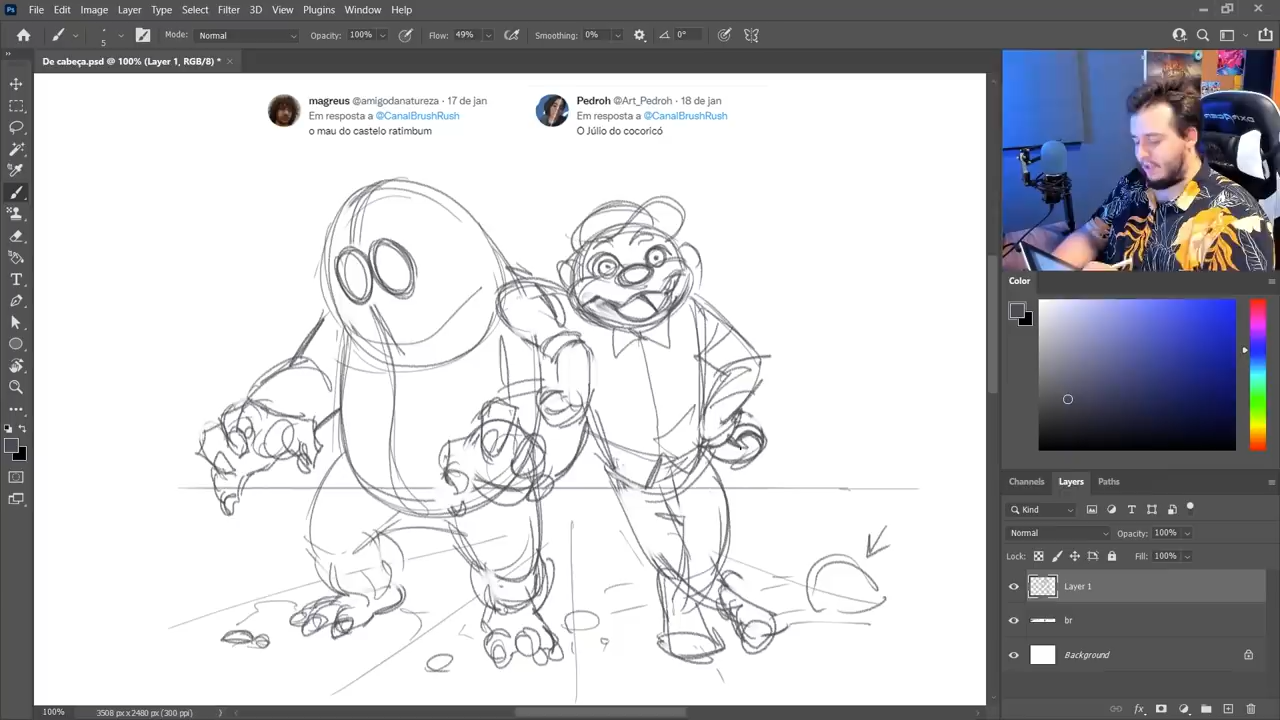 File Edit Image Layer Type Select Filter 3D View Plugins Window Help
5 Mode: Normal Opacity: 100% Flow: 49% Smoothing: 0% 0°
De cabeça.psd @ 100% (Layer 1, RGB/8) *
magreus @amigodanatureza · 17 de jan
Em resposta a @CanalBrushRush
o mau do castelo ratimbum
Pedroh @Art_Pedroh · 18 de jan
Em resposta a @CanalBrushRush
O Júlio do cocoricó
Color
Channels Layers Paths
Kind
Normal Opacity: 100%
Lock: Fill: 100%
Layer 1
br
Background
100% 3508 px x 2480 px (300 ppi)